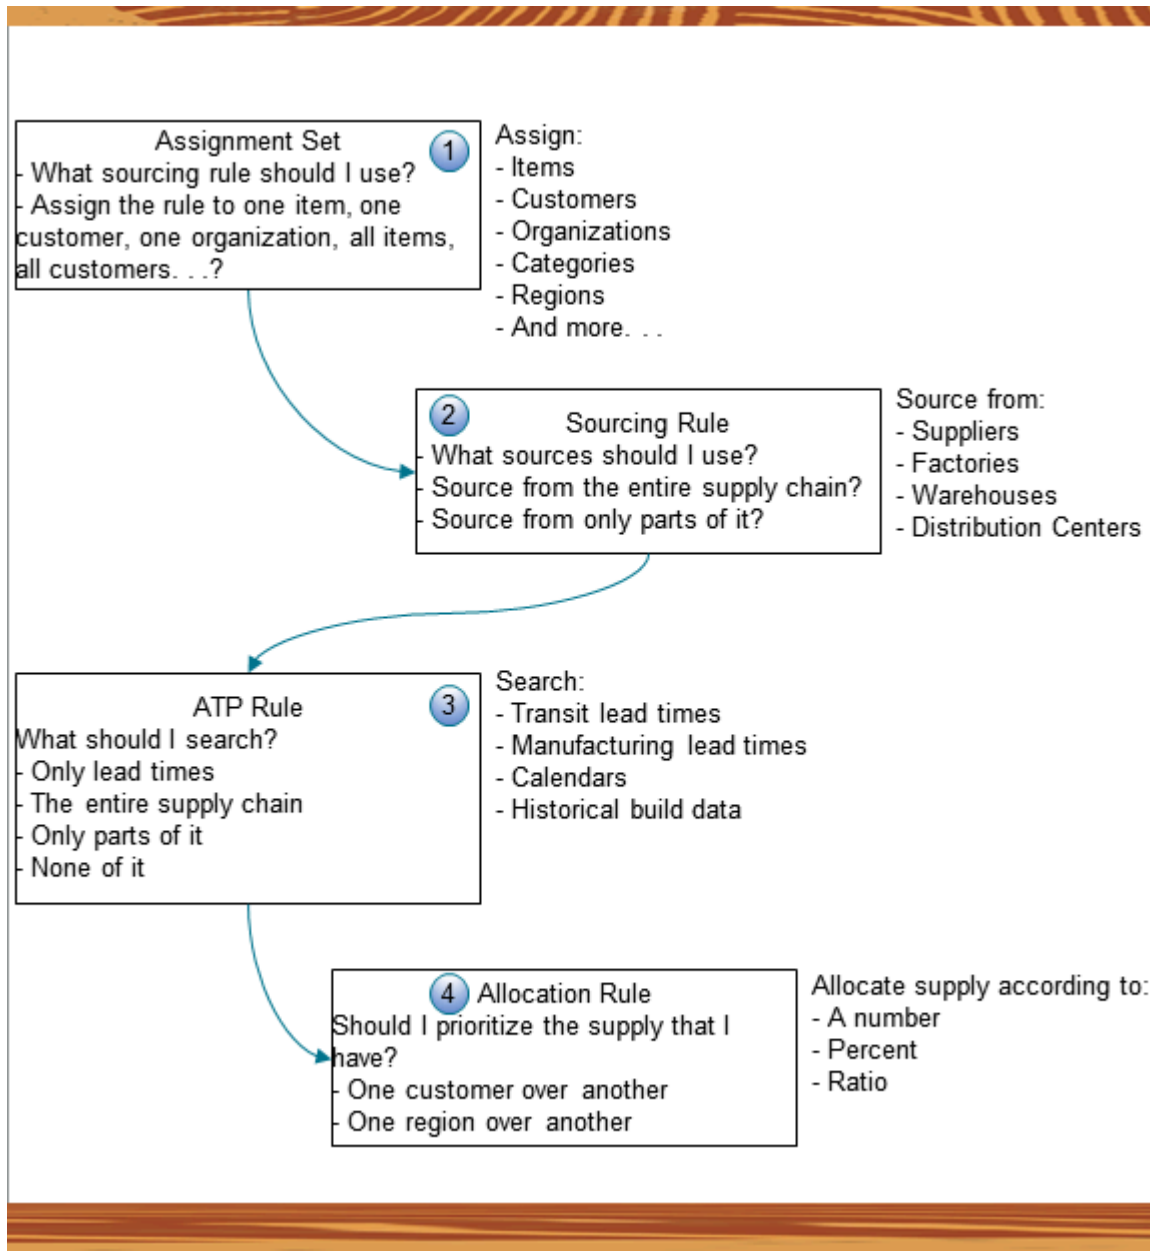 Assignment Set
1
- What sourcing rule should I use?
- Assign the rule to one item, one
customer, one organization, all items,
all customers. . .?
Assign:
- Items
- Customers
- Organizations
- Categories
- Regions
- And more. . .
2
Sourcing Rule
- What sources should I use?
- Source from the entire supply chain?
- Source from only parts of it?
Source from:
- Suppliers
- Factories
- Warehouses
- Distribution Centers
ATP Rule
3
What should I search?
- Only lead times
- The entire supply chain
- Only parts of it
- None of it
Search:
- Transit lead times
- Manufacturing lead times
- Calendars
- Historical build data
4
Allocation Rule
Should I prioritize the supply that I
have?
- One customer over another
- One region over another
Allocate supply according to:
- A number
- Percent
- Ratio